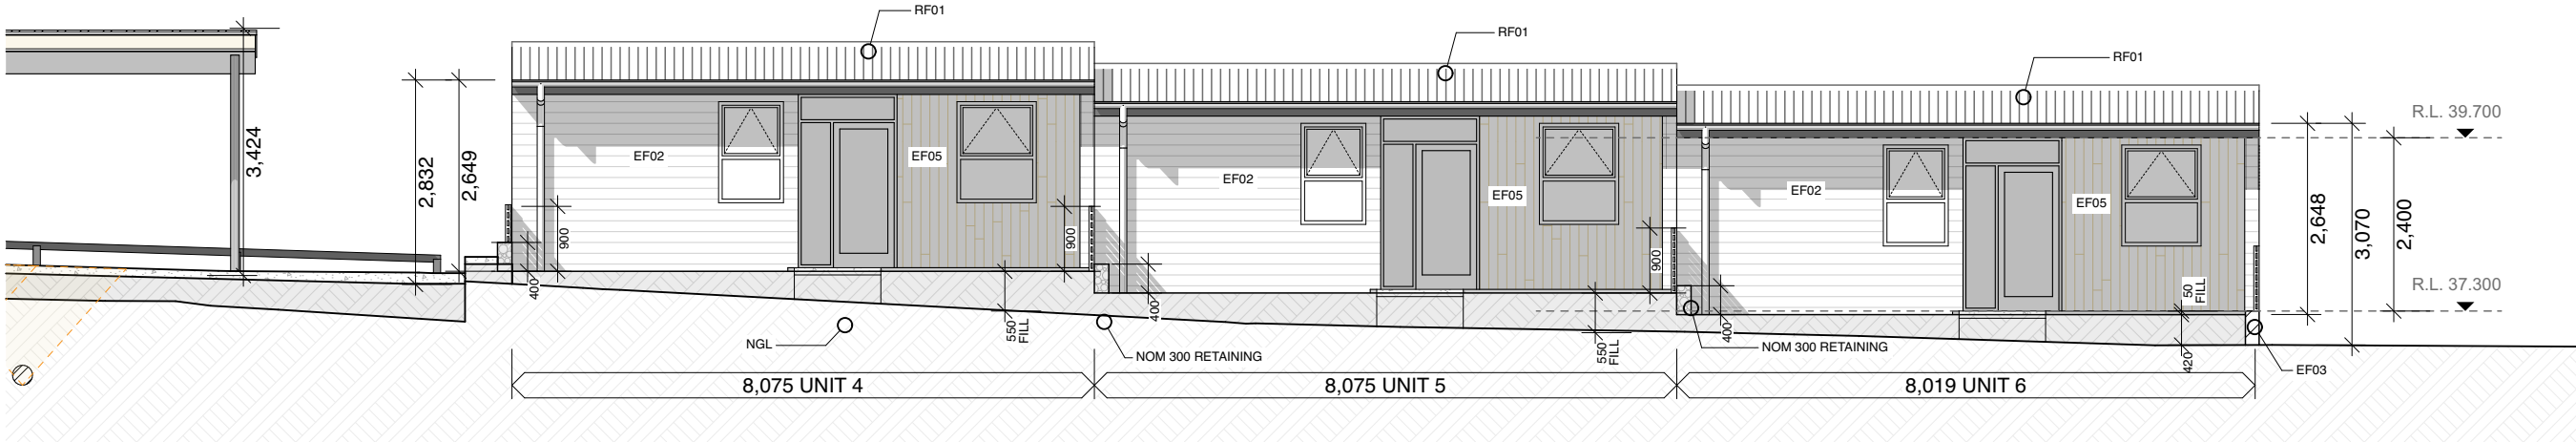 RF01
RF01
RF01
R.L. 39.700
3,424
2,832
2,649
EF02
EF05
EF02
EF05
EF02
EF05
2,648
3,070
2,400
900
900
900
400
400
400
50
FILL
R.L. 37.300
550
FILL
550
FILL
420
NGL
NOM 300 RETAINING
NOM 300 RETAINING
EF03
8,075 UNIT 4
8,075 UNIT 5
8,019 UNIT 6